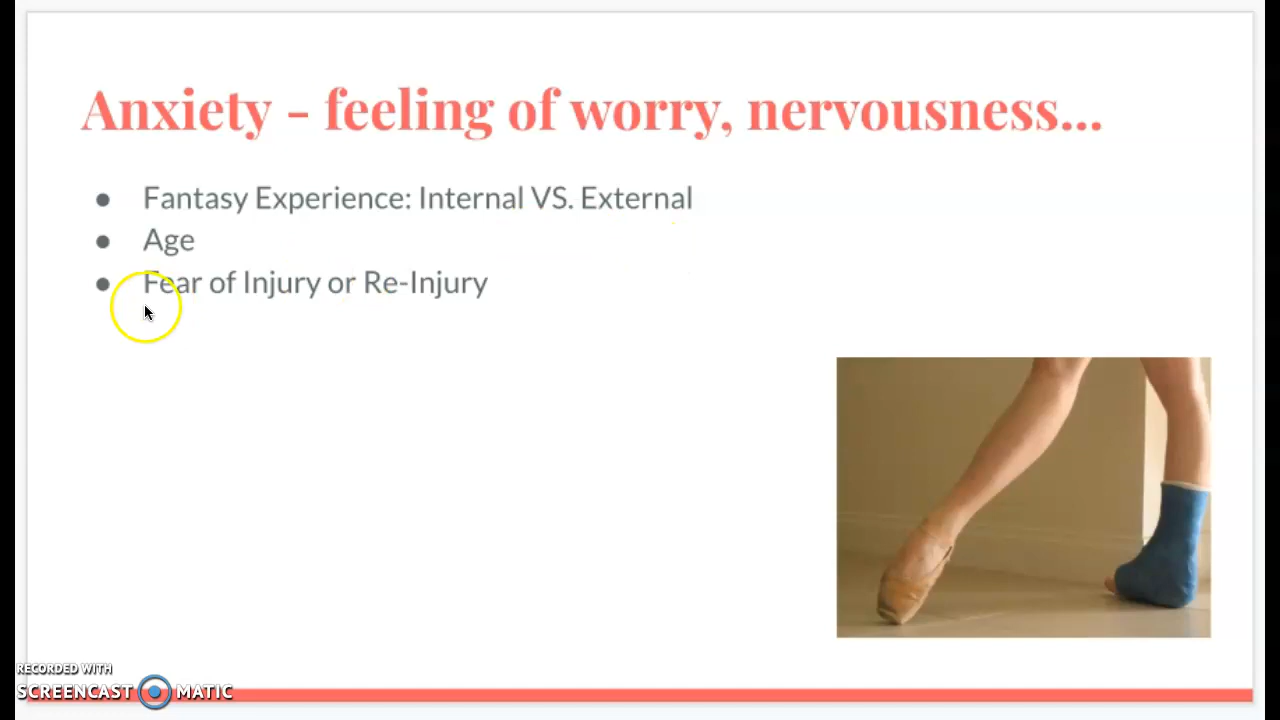 Anxiety - feeling of worry, nervousness...
● Fantasy Experience: Internal VS. External
● Age
● Fear of Injury or Re-Injury
RECORDED WITH
SCREENCAST MATIC